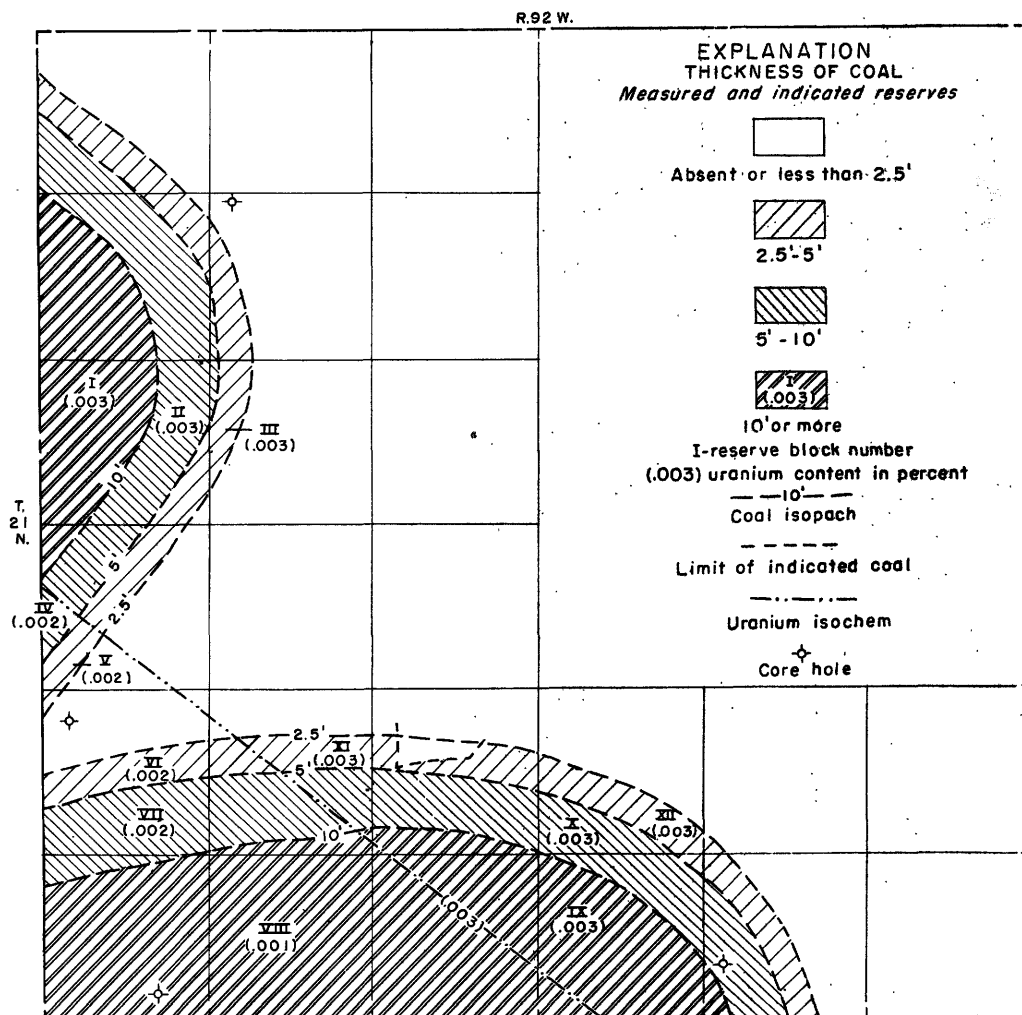 R.92 W.
EXPLANATION
THICKNESS OF COAL
Measured and indicated reserves
Absent or less than 2.5'
2.5'-5'
5'-10'
I
(.003)
10' or more
I-reserve block number
(.003) uranium content in percent
10'
Coal isopach
Limit of indicated coal
Uranium isochem
Core hole
T.
21
N.
I
(.003)
II
(.003)
III
(.003)
10'
5'
2.5'
IV
(.002)
V
(.002)
2.5'
5'
10
VI
(.002)
XI
(.003)
VII
(.002)
X
(.003)
XII
(.003)
VIII
(.001)
(.003)
IX
(.003)